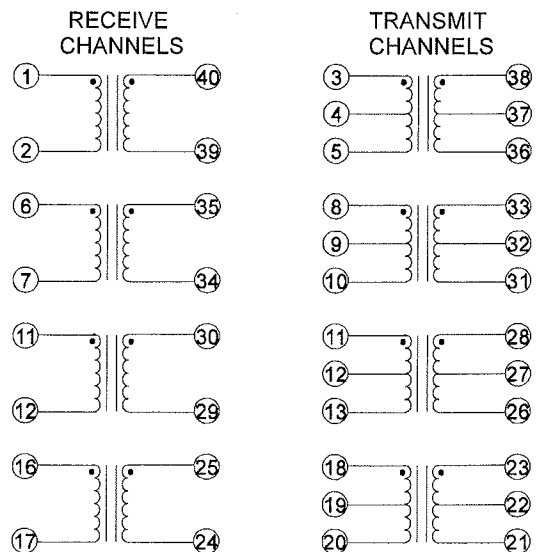 RECEIVE
CHANNELS
TRANSMIT
CHANNELS
1 40 3 38
4 37
2 39 5 36
6 35 8 33
9 32
7 34 10 31
11 30 11 28
12 27
12 29 13 26
16 25 18 23
19 22
17 24 20 21